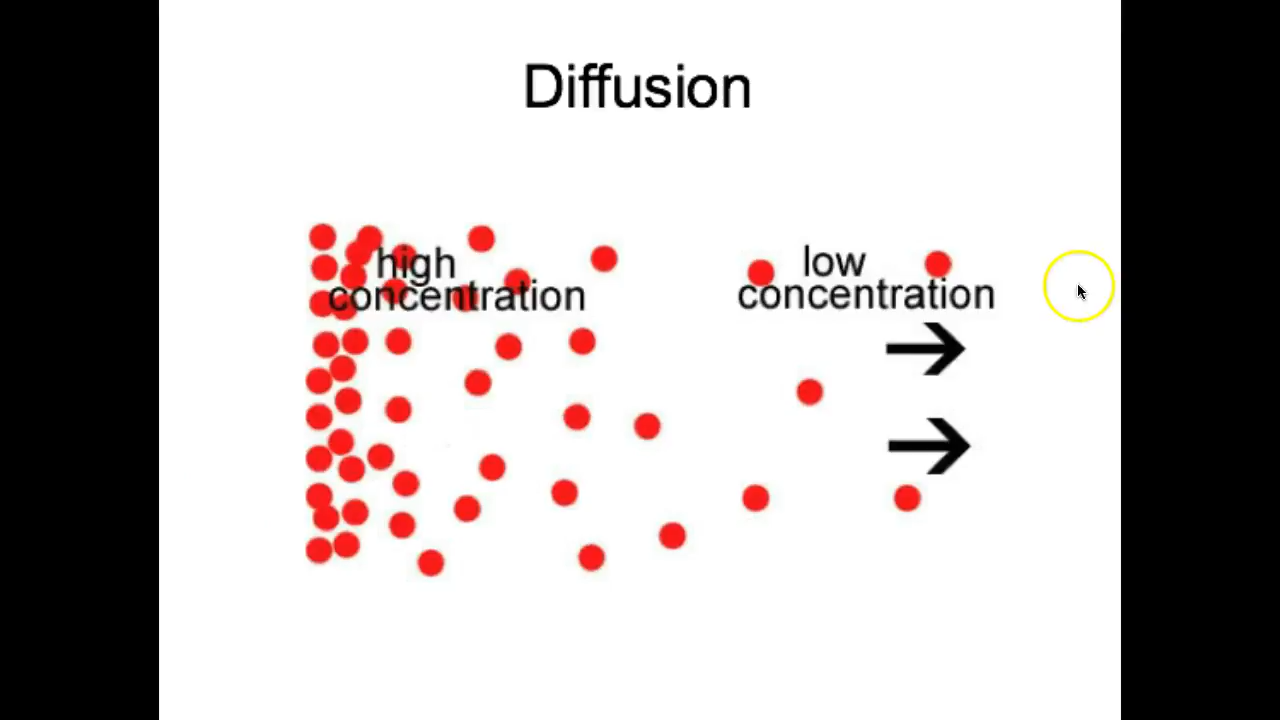 Diffusion
high
concentration
low
concentration